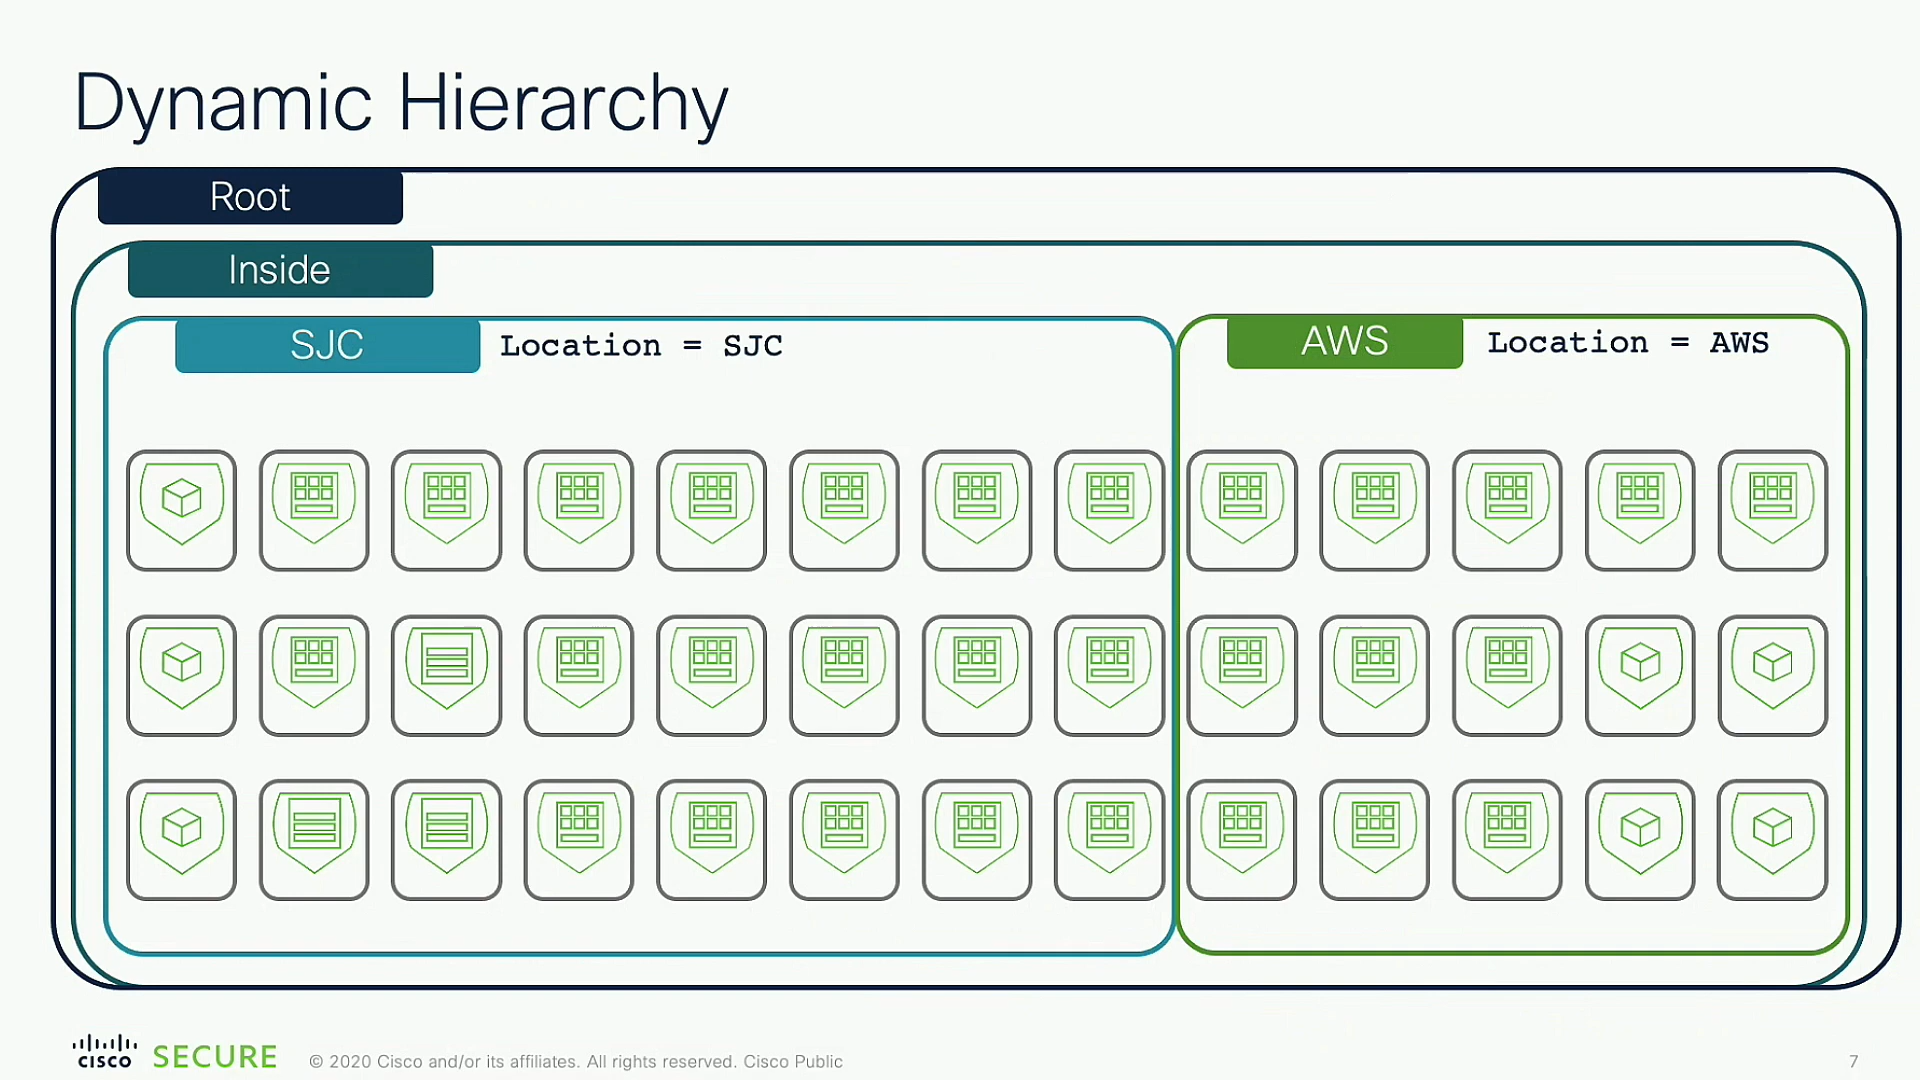 Dynamic Hierarchy
Root
Inside
SJC
Location = SJC
AWS
Location = AWS
CISCO SECURE
© 2020 Cisco and/or its affiliates. All rights reserved. Cisco Public
7